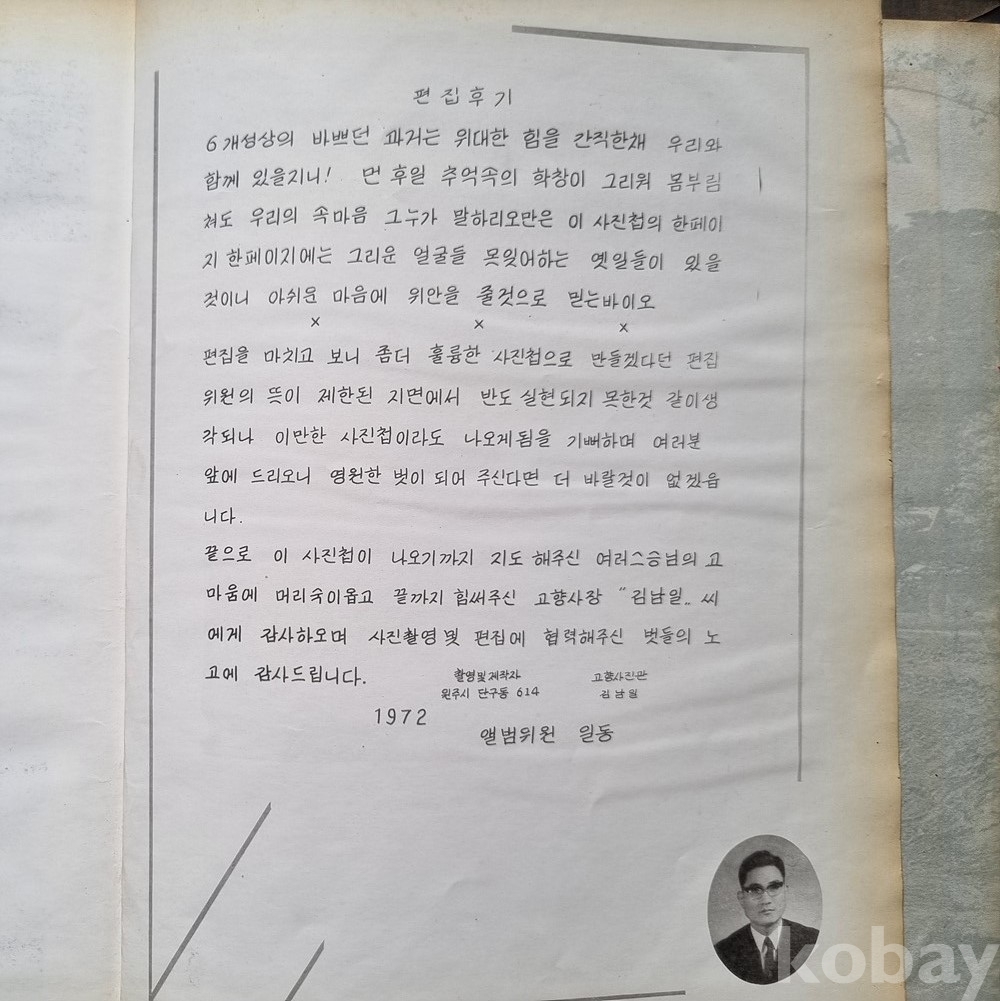 편집후기
6개성상의 바쁘던 과거는 위대한 힘을 간직한채 우리와
함께 있을지니! 먼 후일 추억속의 학창이 그리워 몸부림
쳐도 우리의 속마음 그누가 말하리오만은 이 사진첩의 한페이
지 한페이지에는 그리운 얼굴들 못잊어하는 옛일들이 있을
것이니 아쉬운 마음에 위안을 줄것으로 믿는바이오
x x x
편집을 마치고 보니 좀더 훌륭한 사진첩으로 만들겠다던 편집
위원의 뜻이 제한된 지면에서 반도 실현되지 못한것 같이생
각되나 이만한 사진첩이라도 나오게됨을 기뻐하며 여러분
앞에 드리오니 영원한 벗이 되어 주신다면 더 바랄것이 없겠읍
니다.
끝으로 이 사진첩이 나오기까지 지도 해주신 여러스승님의 고
마움에 머리숙이옵고 끝까지 힘써주신 고향사장 "김남일" 씨
에게 감사하오며 사진촬영및 편집에 협력해주신 벗들의 노
고에 감사드립니다.
촬영및제작자 고향사진관
원주시 단구동 614 김남일
1972
앨범위원 일동
kobay